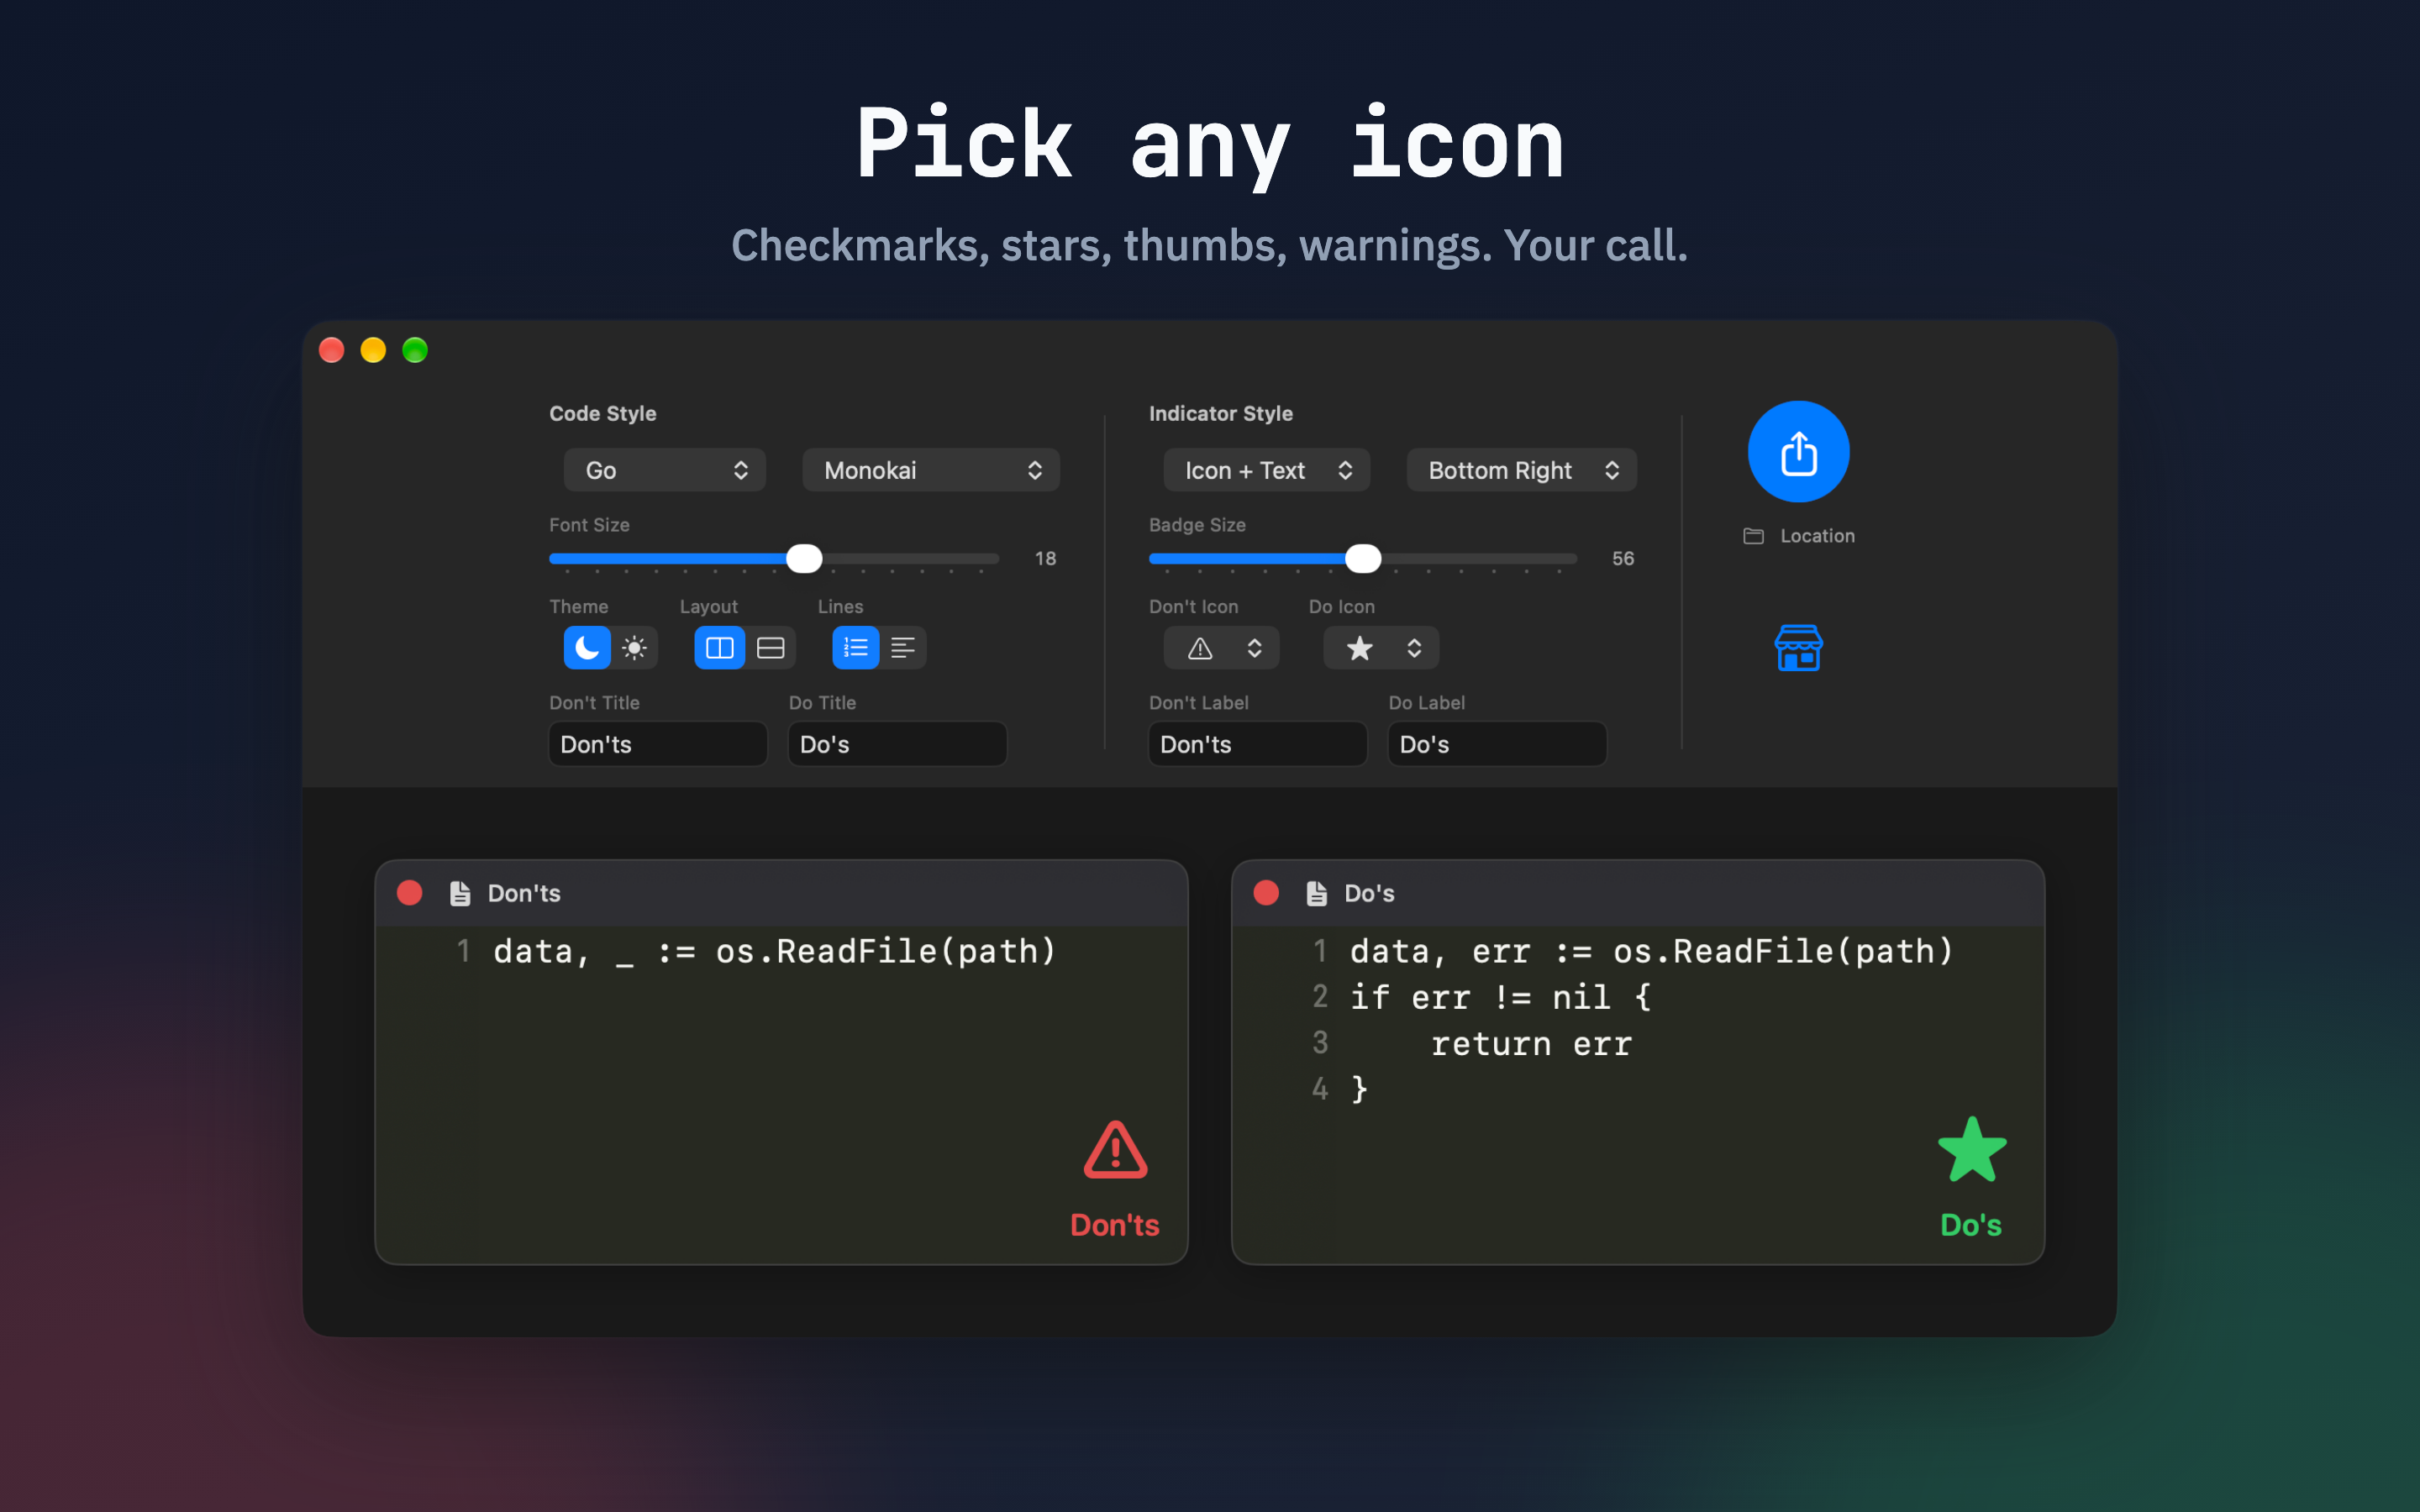 Pick any icon
Checkmarks, stars, thumbs, warnings. Your call.
Code Style
Go
Monokai
Font Size
18
Theme
Layout
Lines
Don't Title
Do Title
Don'ts
Do's
Indicator Style
Icon + Text
Bottom Right
Badge Size
56
Don't Icon
Do Icon
Don't Label
Do Label
Don'ts
Do's
Location
Don'ts
1 data, _ := os.ReadFile(path)
Don'ts
Do's
1 data, err := os.ReadFile(path)
2 if err != nil {
3     return err
4 }
Do's